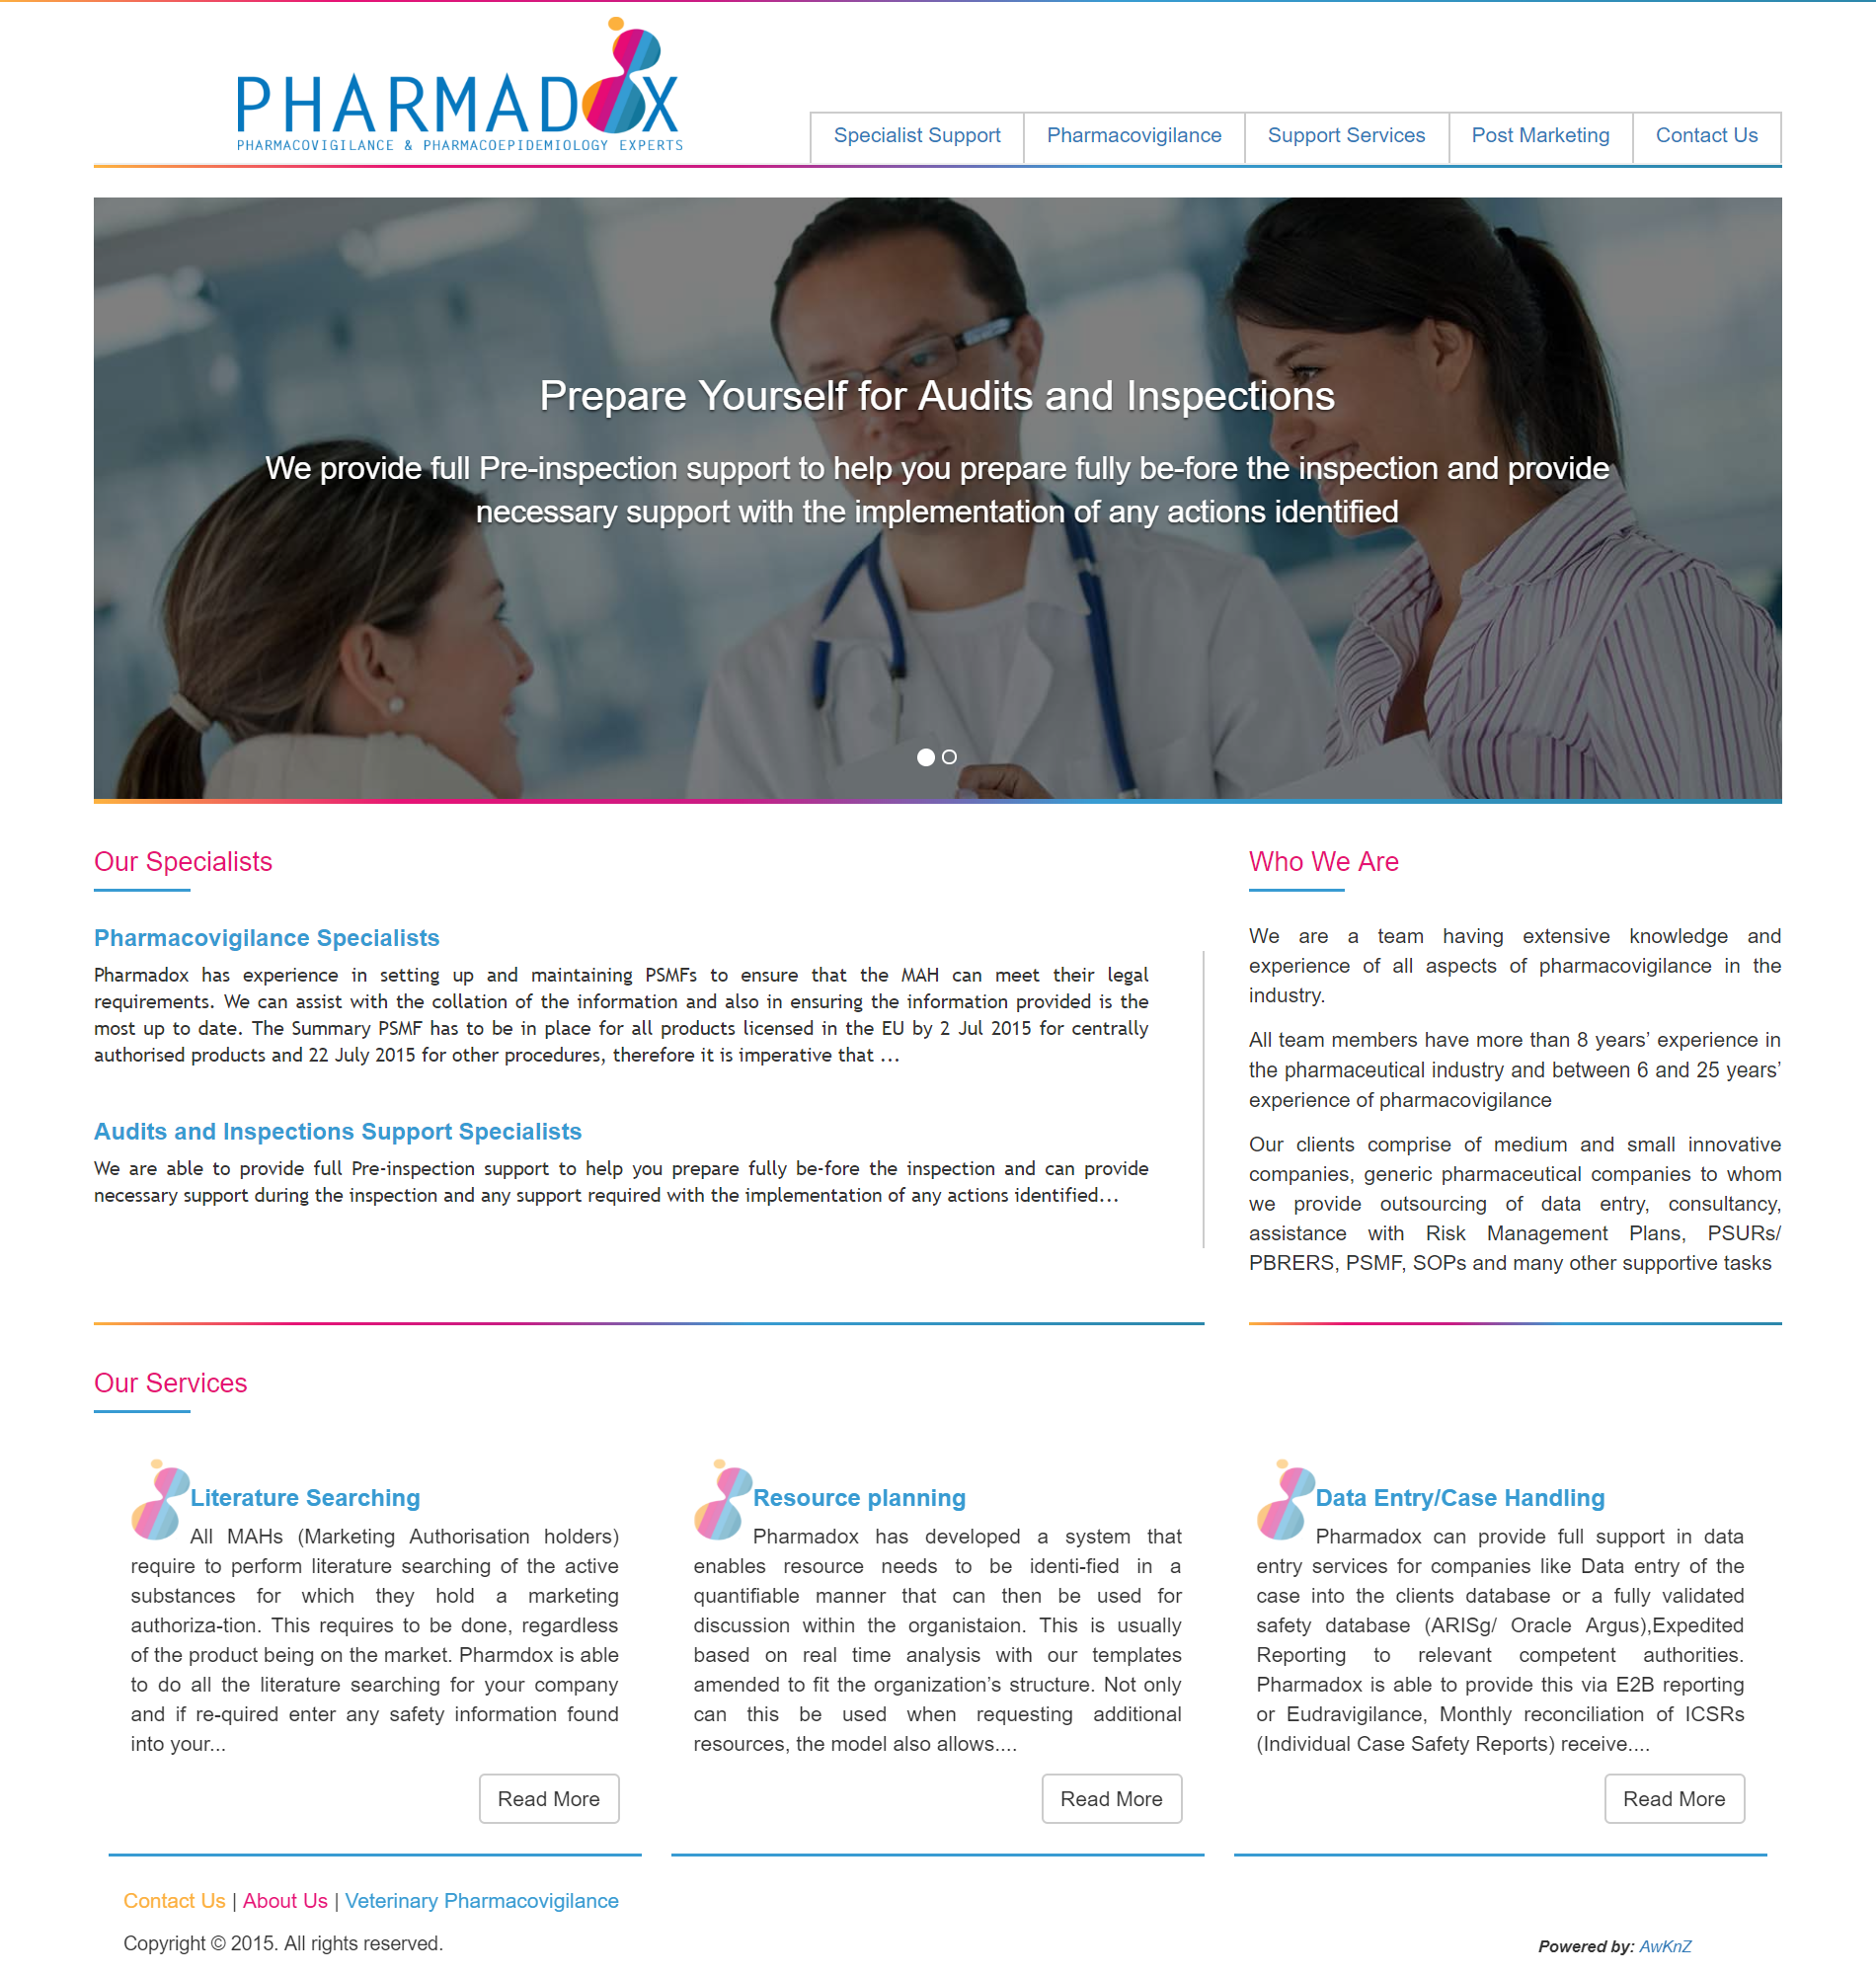 PHARMADOX
PHARMACOVIGILANCE & PHARMACOEPIDEMIOLOGY EXPERTS
Specialist Support
Pharmacovigilance
Support Services
Post Marketing
Contact Us
Prepare Yourself for Audits and Inspections
We provide full Pre-inspection support to help you prepare fully be-fore the inspection and provide
necessary support with the implementation of any actions identified
Our Specialists
Pharmacovigilance Specialists
Pharmadox has experience in setting up and maintaining PSMFs to ensure that the MAH can meet their legal
requirements. We can assist with the collation of the information and also in ensuring the information provided is the
most up to date. The Summary PSMF has to be in place for all products licensed in the EU by 2 Jul 2015 for centrally
authorised products and 22 July 2015 for other procedures, therefore it is imperative that ...
Audits and Inspections Support Specialists
We are able to provide full Pre-inspection support to help you prepare fully be-fore the inspection and can provide
necessary support during the inspection and any support required with the implementation of any actions identified...
Who We Are
We are a team having extensive knowledge and
experience of all aspects of pharmacovigilance in the
industry.
All team members have more than 8 years’ experience in
the pharmaceutical industry and between 6 and 25 years’
experience of pharmacovigilance
Our clients comprise of medium and small innovative
companies, generic pharmaceutical companies to whom
we provide outsourcing of data entry, consultancy,
assistance with Risk Management Plans, PSURs/
PBRERS, PSMF, SOPs and many other supportive tasks
Our Services
Literature Searching
All MAHs (Marketing Authorisation holders)
require to perform literature searching of the active
substances for which they hold a marketing
authoriza-tion. This requires to be done, regardless
of the product being on the market. Pharmdox is able
to do all the literature searching for your company
and if re-quired enter any safety information found
into your...
Read More
Resource planning
Pharmadox has developed a system that
enables resource needs to be identi-fied in a
quantifiable manner that can then be used for
discussion within the organistaion. This is usually
based on real time analysis with our templates
amended to fit the organization’s structure. Not only
can this be used when requesting additional
resources, the model also allows....
Read More
Data Entry/Case Handling
Pharmadox can provide full support in data
entry services for companies like Data entry of the
case into the clients database or a fully validated
safety database (ARISg/ Oracle Argus),Expedited
Reporting to relevant competent authorities.
Pharmadox is able to provide this via E2B reporting
or Eudravigilance, Monthly reconciliation of ICSRs
(Individual Case Safety Reports) receive....
Read More
Contact Us | About Us | Veterinary Pharmacovigilance
Copyright © 2015. All rights reserved.
Powered by: AwKnZ